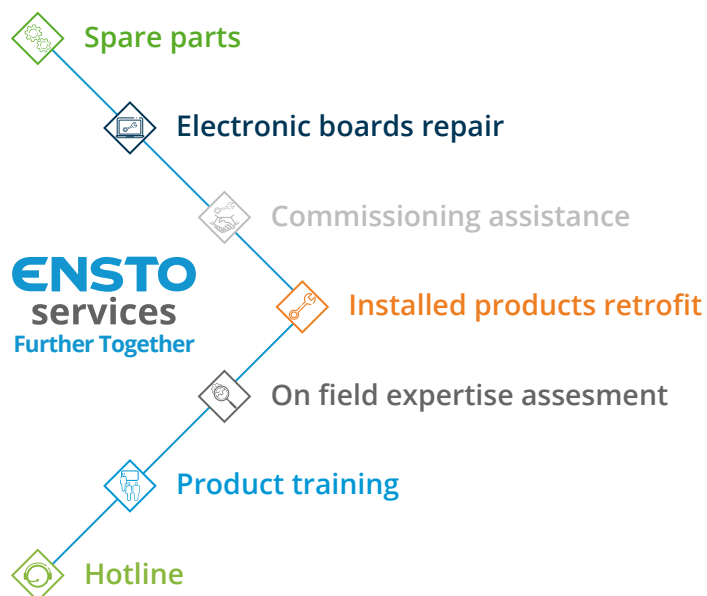 Spare parts
Electronic boards repair
Commissioning assistance
ENSTO
services
Further Together
Installed products retrofit
On field expertise assesment
Product training
Hotline